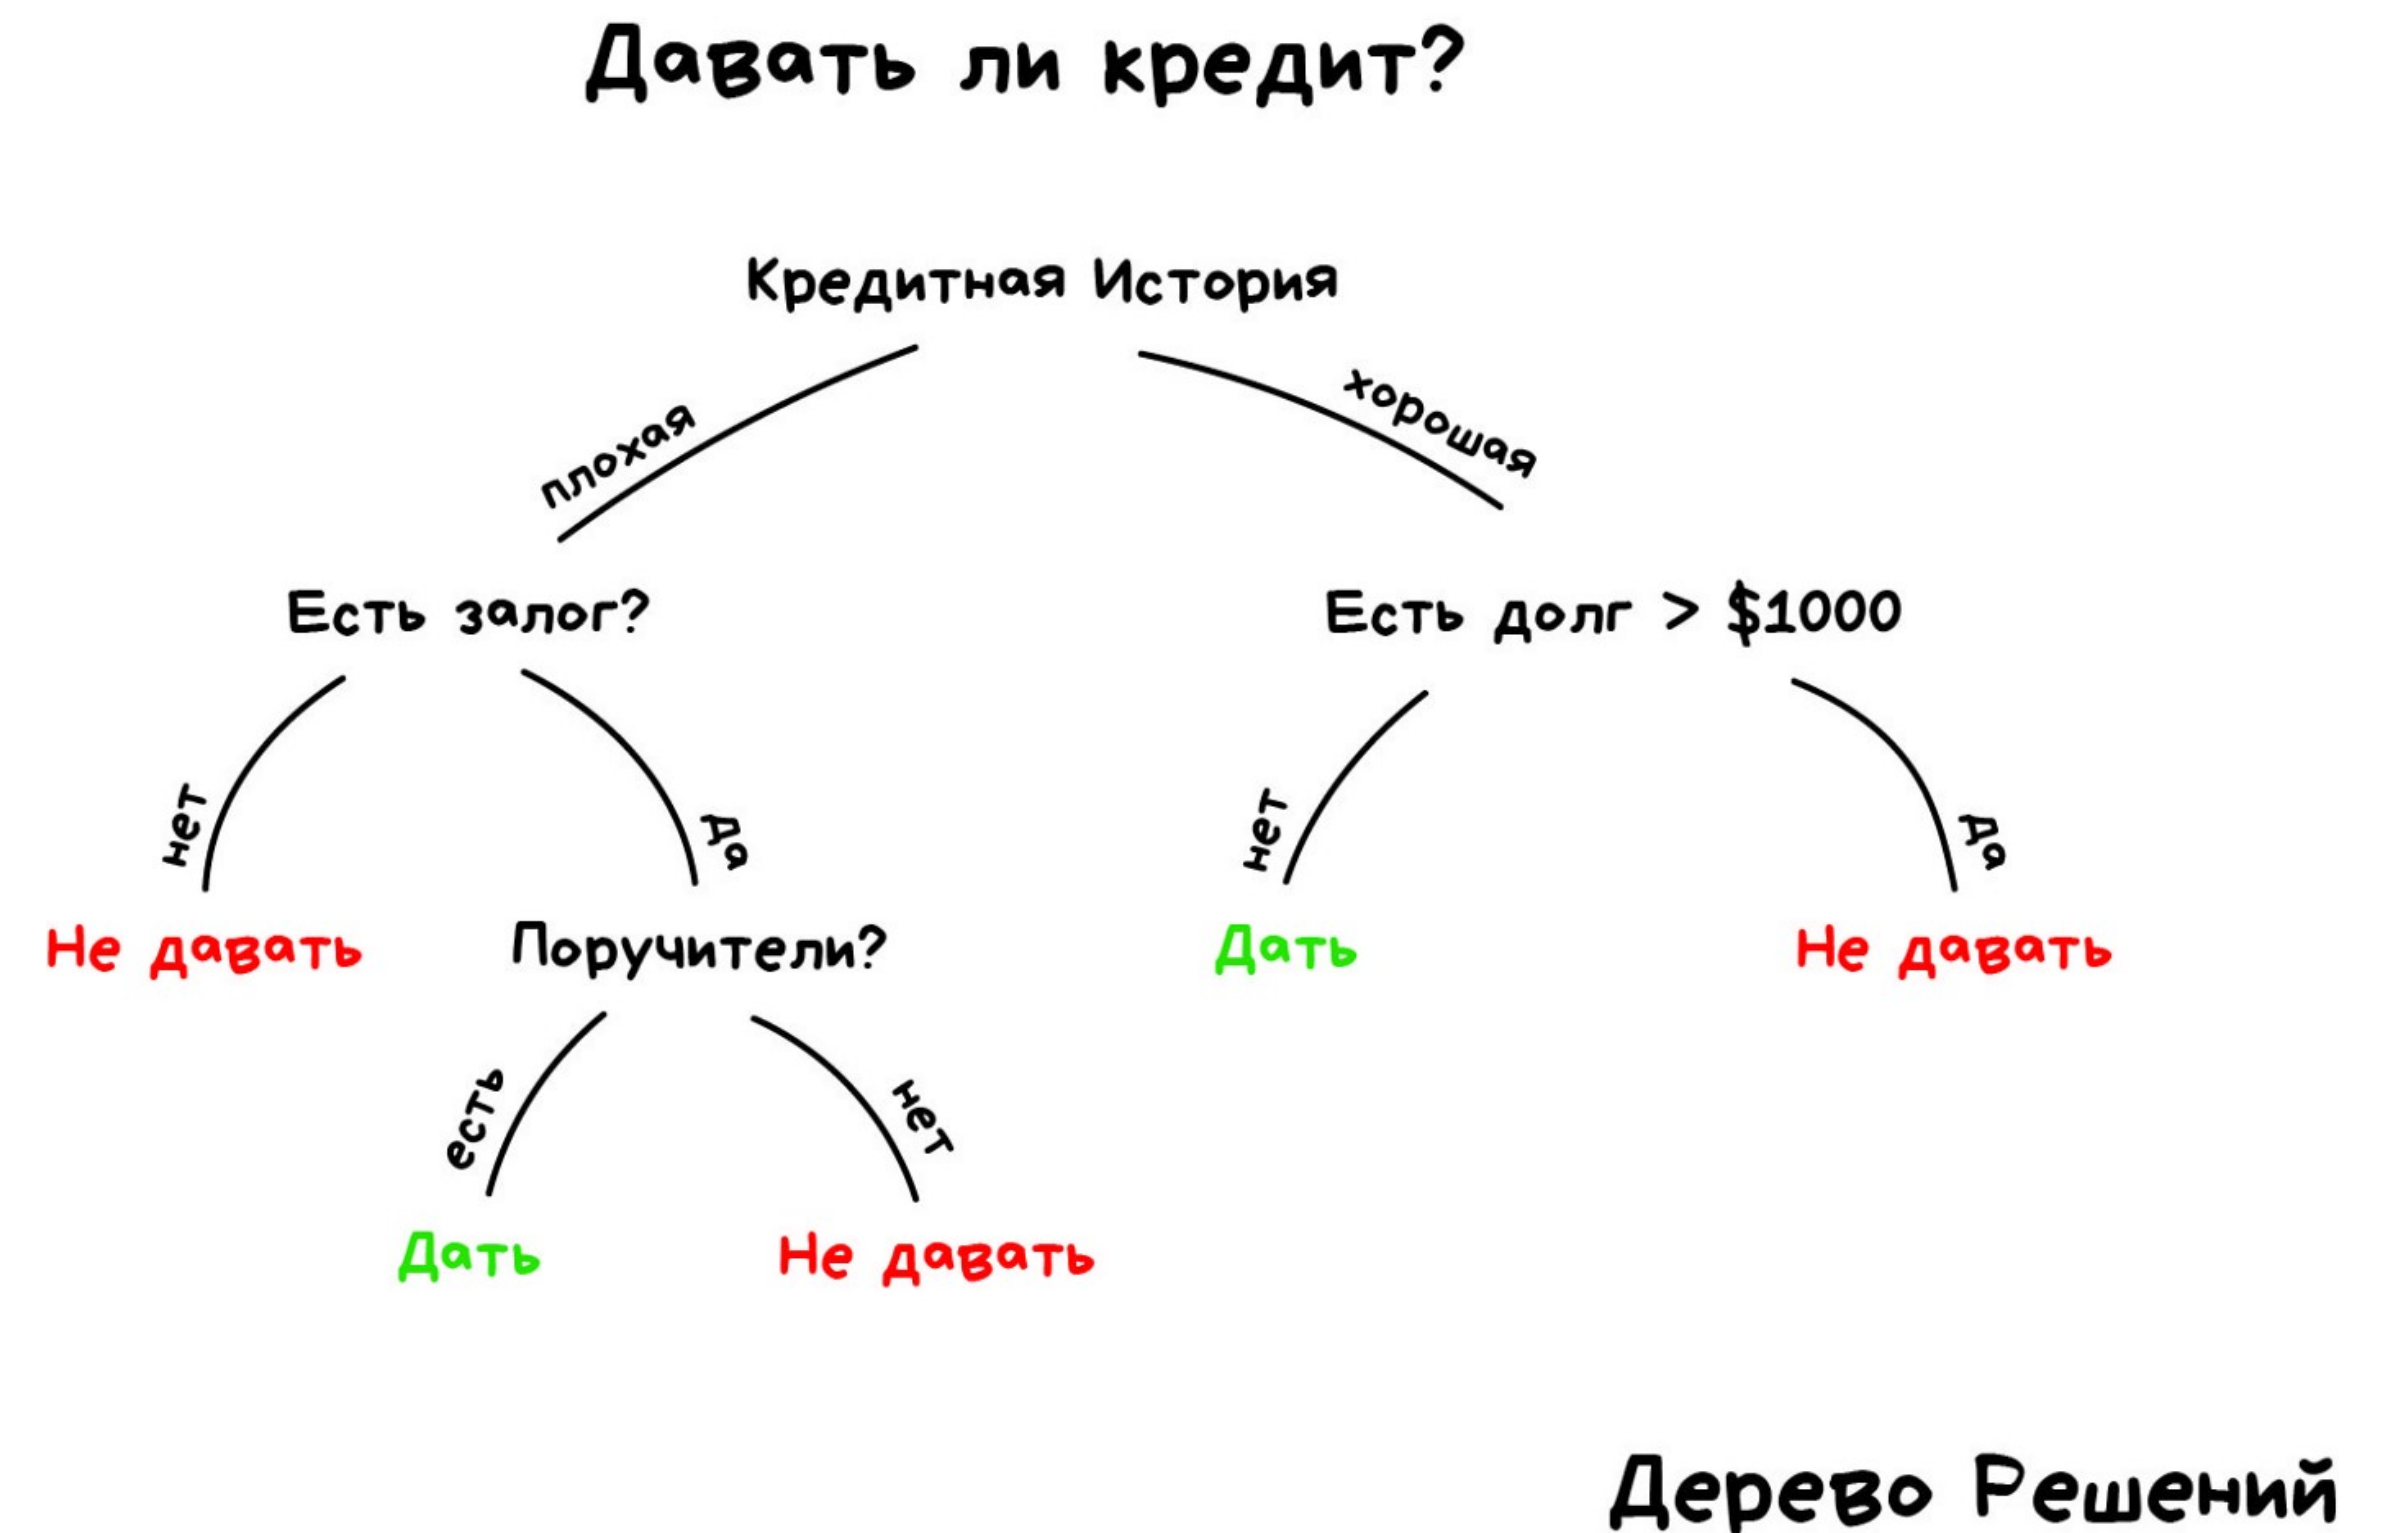 Давать ли кредит?
Кредитная История
плохая
хорошая
Есть залог?
Есть долг > $1000
нет
да
нет
да
Не давать
Поручители?
Дать
Не давать
есть
нет
Дать
Не давать
Дерево Решений